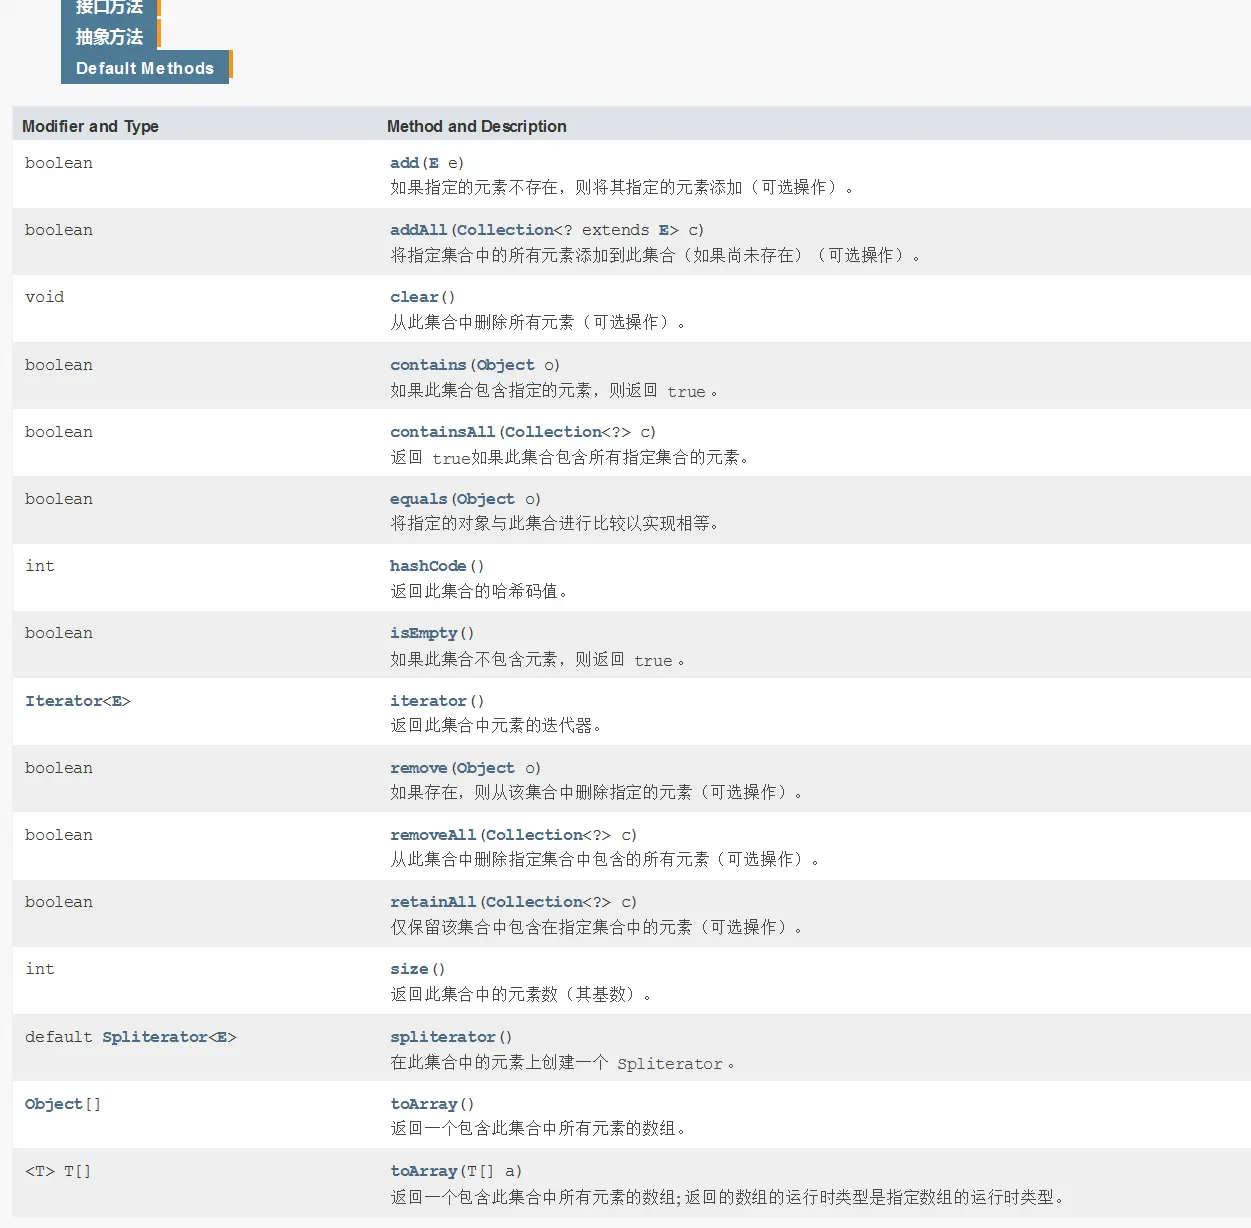 接口方法
抽象方法
Default Methods
Modifier and Type Method and Description
boolean add(E e)
如果指定的元素不存在，则将其指定的元素添加（可选操作）。
boolean addAll(Collection<? extends E> c)
将指定集合中的所有元素添加到此集合（如果尚未存在）（可选操作）。
void clear()
从此集合中删除所有元素（可选操作）。
boolean contains(Object o)
如果此集合包含指定的元素，则返回 true 。
boolean containsAll(Collection<?> c)
返回 true如果此集合包含所有指定集合的元素。
boolean equals(Object o)
将指定的对象与此集合进行比较以实现相等。
int hashCode()
返回此集合的哈希码值。
boolean isEmpty()
如果此集合不包含元素，则返回 true 。
Iterator<E> iterator()
返回此集合中元素的迭代器。
boolean remove(Object o)
如果存在，则从该集合中删除指定的元素（可选操作）。
boolean removeAll(Collection<?> c)
从此集合中删除指定集合中包含的所有元素（可选操作）。
boolean retainAll(Collection<?> c)
仅保留该集合中包含在指定集合中的元素（可选操作）。
int size()
返回此集合中的元素数（其基数）。
default Spliterator<E> spliterator()
在此集合中的元素上创建一个 Spliterator 。
Object[] toArray()
返回一个包含此集合中所有元素的数组。
<T> T[] toArray(T[] a)
返回一个包含此集合中所有元素的数组; 返回的数组的运行时类型是指定数组的运行时类型。